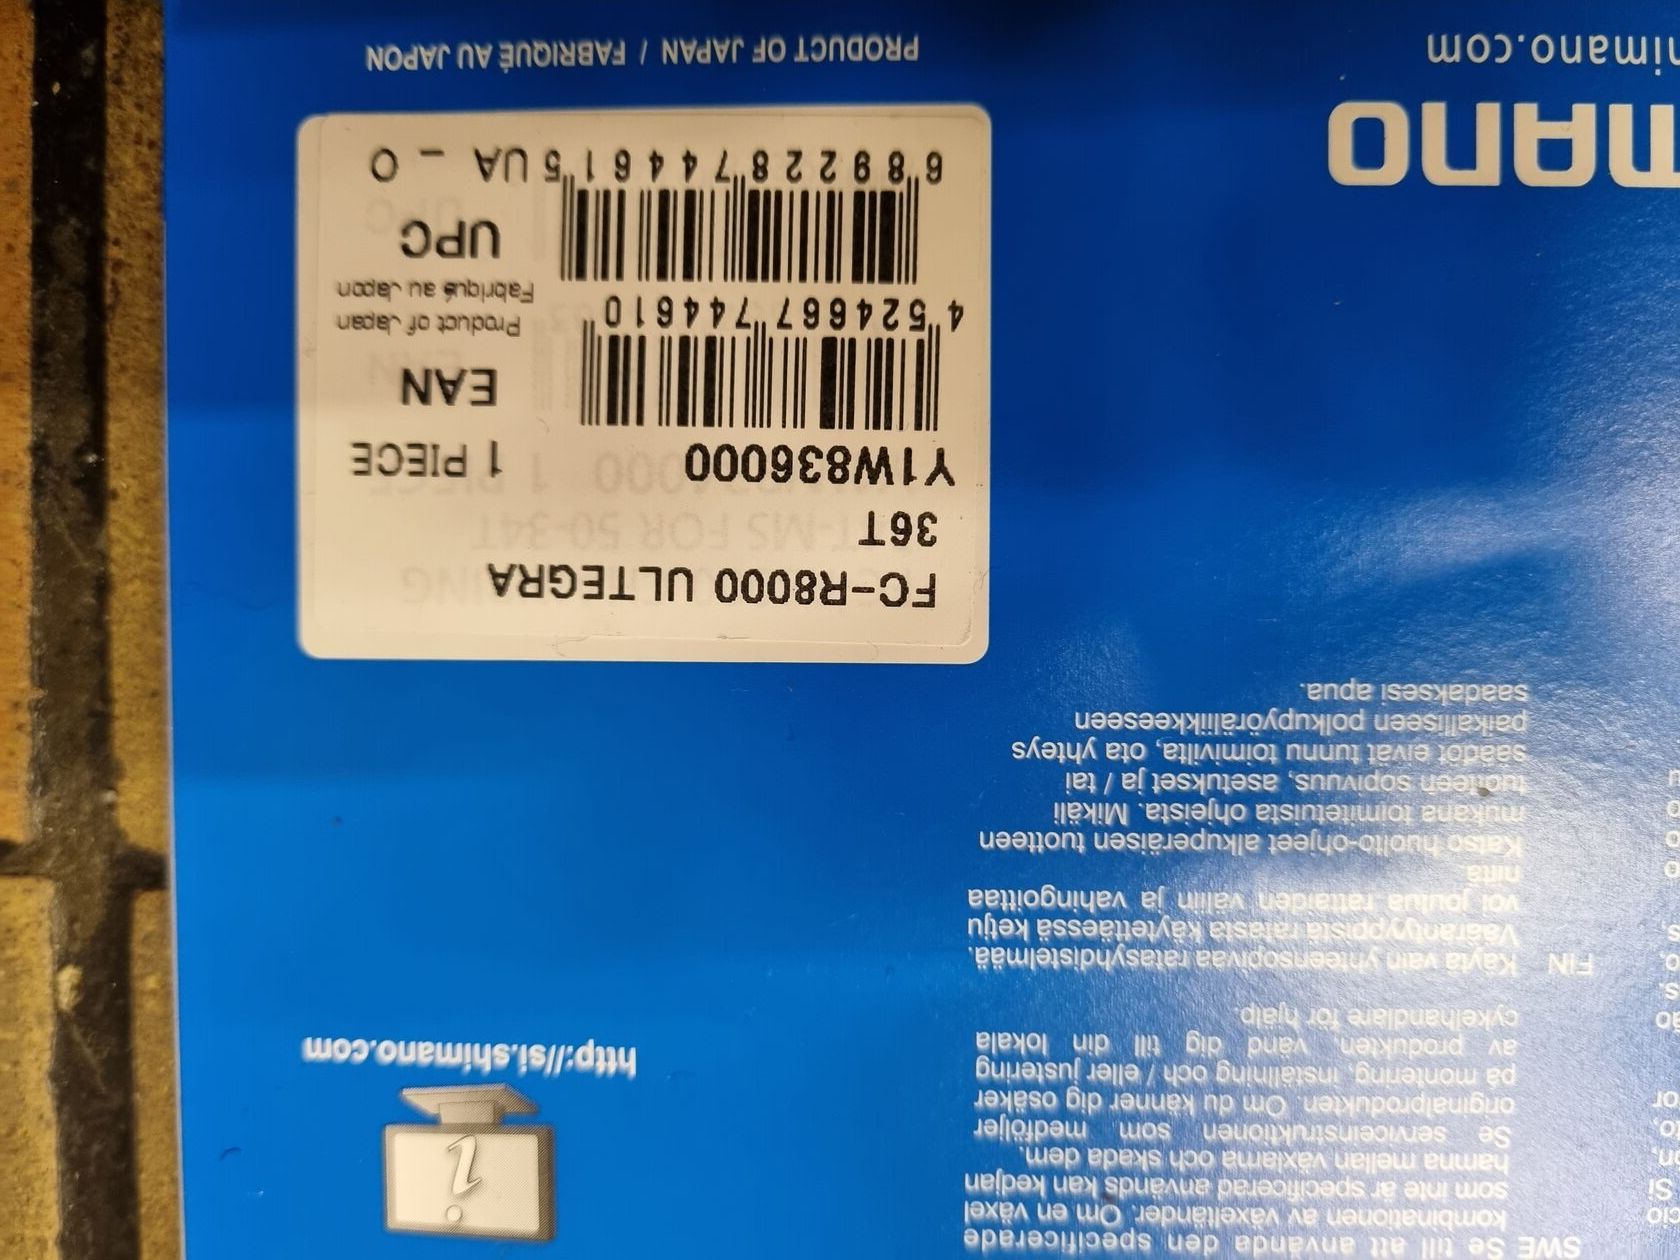 SWE Se till att använda den specificerade
kombinationen av växeltänder. Om en växel
som inte är specificerad används kan kedjan
hamna mellan växlarna och skada dem.
Se serviceinstruktionen som medföljer
originalprodukten. Om du känner dig osäker
på montering, inställning och / eller justering
av produkten, vänd dig till din lokala
cykelhandlare för hjälp.
FIN Käytä vain yhteensopivaa ratasyhdistelmää.
Vääräntyyppistä ratasta käytettäessä ketju
voi joutua rattaiden väliin ja vahingoittaa
niitä.
Katso huolto-ohjeet alkuperäisen tuotteen
mukana toimitetuista ohjeista. Mikäli
tuotteen sopivuus, asetukset ja / tai
säädöt eivät tunnu toimivilta, ota yhteys
paikalliseen polkupyöräliikkeeseen
saadaksesi apua.
http://si.shimano.com
FC-R8000 ULTEGRA
36T
Y1W836000 1 PIECE
EAN
4 524667 744610
Product of Japan
Fabriqué au Japon
UPC
6 89228 74461 5 UA - O
PRODUCT OF JAPAN / FABRIQUÉ AU JAPON
mano
himano.com